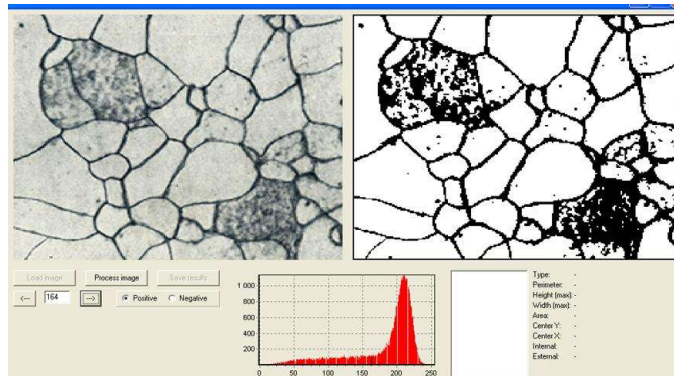 Load image Process image Save results
<-- 164 -->
Positive Negative
1 000
800
600
400
200
0 50 100 150 200 250
Type: -
Perimeter: -
Height (max): -
Width (max): -
Area: -
Center Y: -
Center X: -
Internal: -
External: -